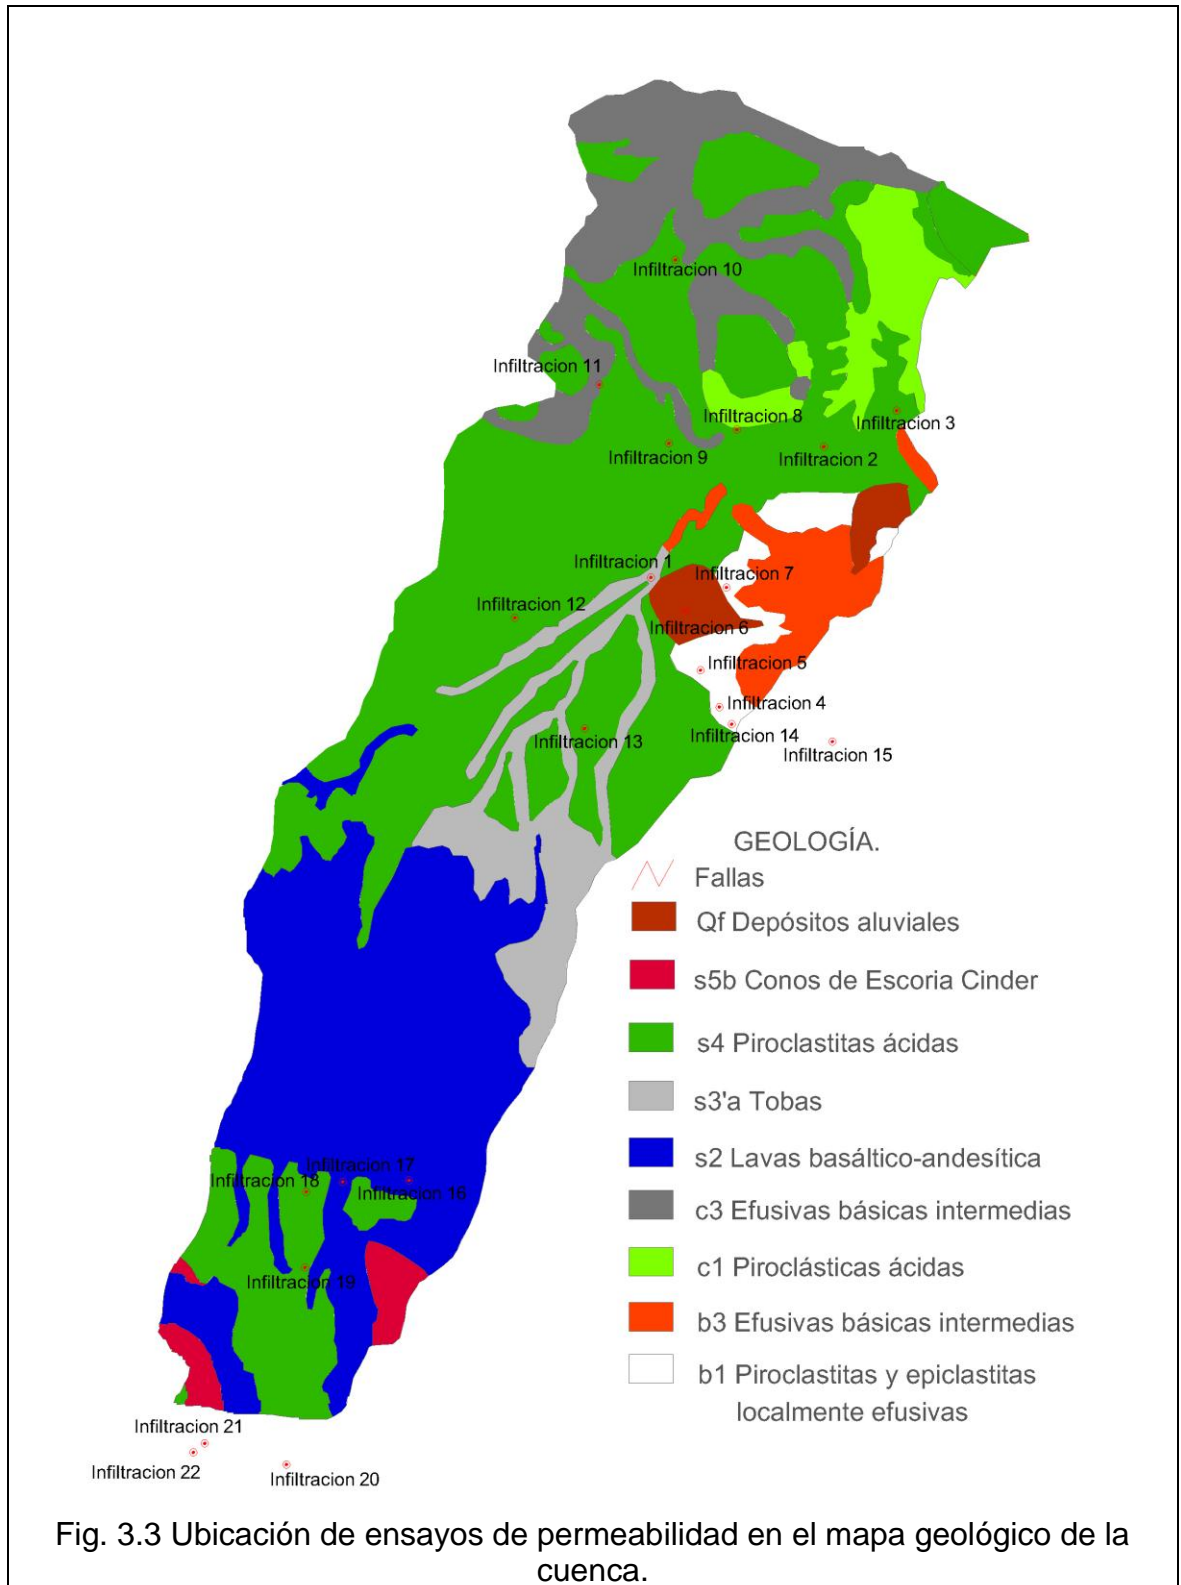 Infiltracion 10
Infiltracion 11
Infiltracion 8
Infiltracion 3
Infiltracion 9
Infiltracion 2
Infiltracion 1
Infiltracion 7
Infiltracion 12
Infiltracion 6
Infiltracion 5
Infiltracion 4
Infiltracion 14
Infiltracion 13
Infiltracion 15
GEOLOGÍA.
Fallas
Qf Depósitos aluviales
s5b Conos de Escoria Cinder
s4 Piroclastitas ácidas
s3'a Tobas
s2 Lavas basáltico-andesítica
c3 Efusivas básicas intermedias
c1 Piroclásticas ácidas
b3 Efusivas básicas intermedias
b1 Piroclastitas y epiclastitas
localmente efusivas
Infiltracion 17
Infiltracion 18
Infiltracion 16
Infiltracion 19
Infiltracion 21
Infiltracion 22
Infiltracion 20
Fig. 3.3 Ubicación de ensayos de permeabilidad en el mapa geológico de la
cuenca.